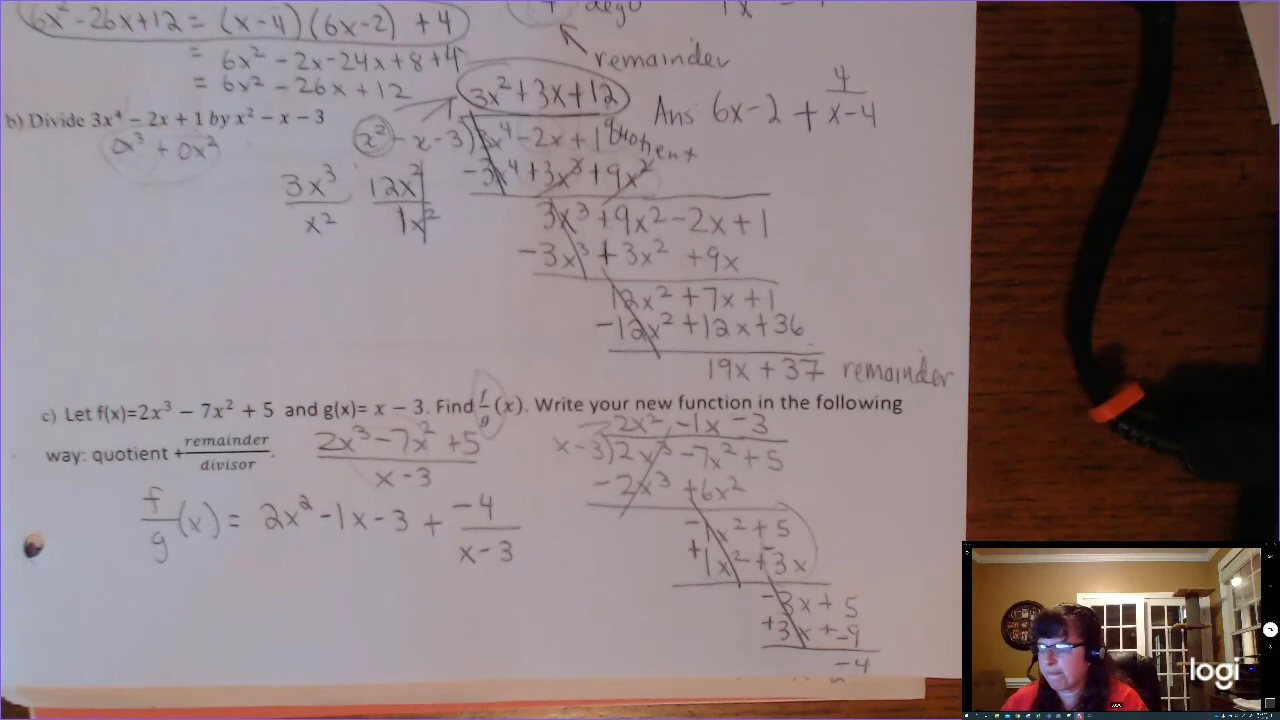 6x² - 26x + 12 = (x-4)(6x-2) + 4
= 6x² - 2x - 24x + 8 + 4
= 6x² - 26x + 12
remainder
Ans 6x - 2 + 4/(x-4)
b) Divide 3x⁴ − 2x + 1 by x² − x − 3
0x³ + 0x²
3x² + 3x + 12
quotient
x² - x - 3 ) 3x⁴ - 2x + 1
- 3x⁴ + 3x³ + 9x²
3x³/x² 12x²/1x²
3x³ + 9x² - 2x + 1
- 3x³ + 3x² + 9x
12x² + 7x + 1
- 12x² + 12x + 36
19x + 37 remainder
c) Let f(x)=2x³ − 7x² + 5 and g(x)= x − 3. Find f/g (x). Write your new function in the following
way: quotient + remainder/divisor.
(2x³ - 7x² + 5)/(x - 3)
f/g (x) = 2x² - 1x - 3 + -4/(x-3)
2x² - 1x - 3
x-3 ) 2x³ - 7x² + 5
- 2x³ + 6x²
- 1x² + 5
+ 1x² - + 3x
- 3x + 5
+ 3x + -9
-4
logi